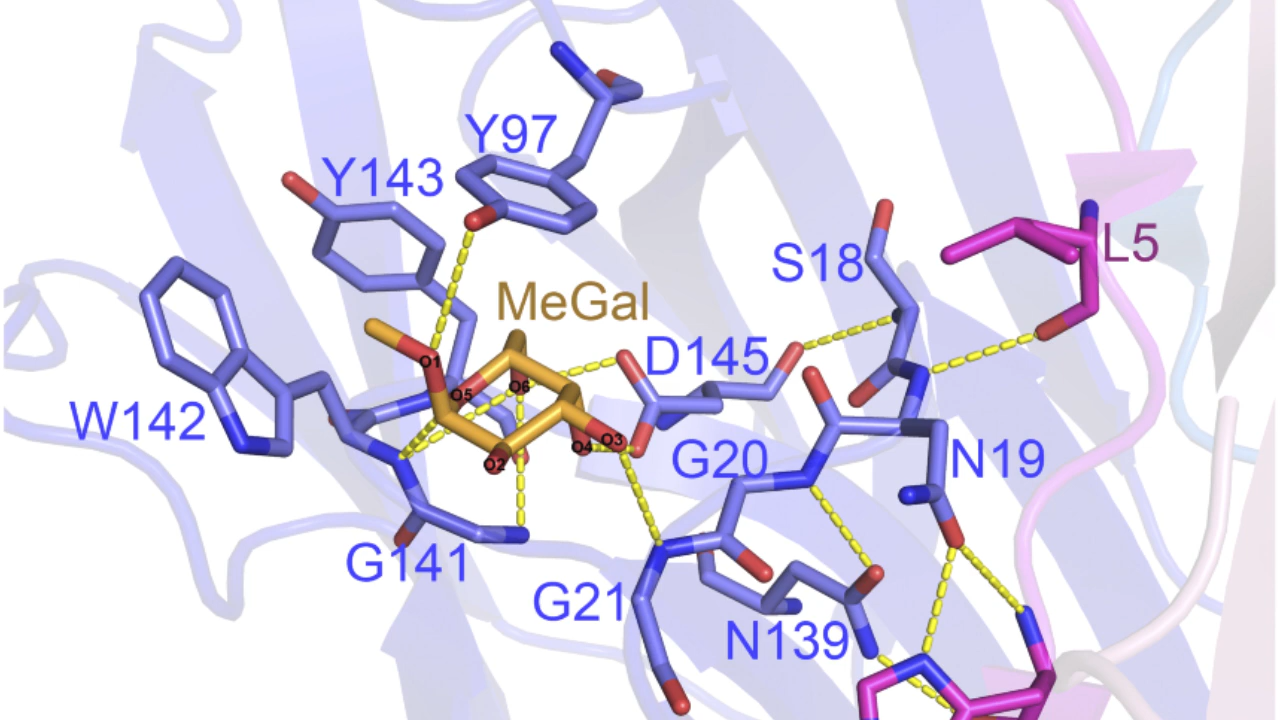 Y97
Y143
L5
S18
MeGal
D145
O1
O6
O5
W142
O3
O4
O2
G20
N19
G141
G21
N139